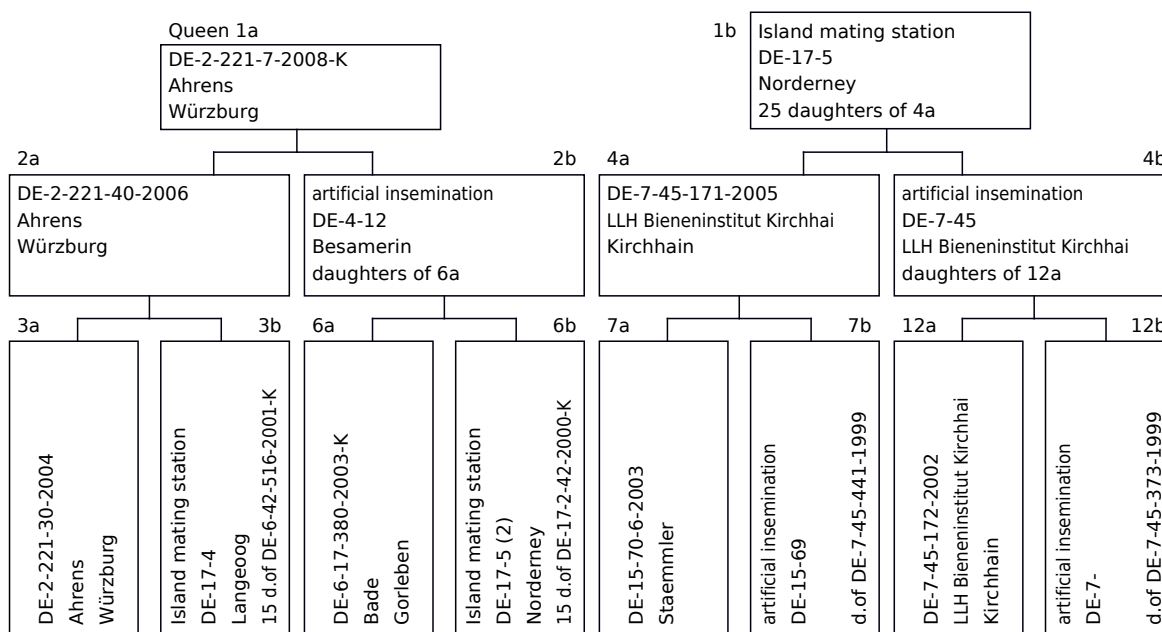 Queen 1a
DE-2-221-7-2008-K
Ahrens
Würzburg
1b
Island mating station
DE-17-5
Norderney
25 daughters of 4a
2a
DE-2-221-40-2006
Ahrens
Würzburg
2b
artificial insemination
DE-4-12
Besamerin
daughters of 6a
4a
DE-7-45-171-2005
LLH Bieneninstitut Kirchhai
Kirchhain
4b
artificial insemination
DE-7-45
LLH Bieneninstitut Kirchhai
daughters of 12a
3a
DE-2-221-30-2004
Ahrens
Würzburg
3b
Island mating station
DE-17-4
Langeoog
15 d.of DE-6-42-516-2001-K
6a
DE-6-17-380-2003-K
Bade
Gorleben
6b
Island mating station
DE-17-5 (2)
Norderney
15 d.of DE-17-2-42-2000-K
7a
DE-15-70-6-2003
Staemmler
7b
artificial insemination
DE-15-69
d.of DE-7-45-441-1999
12a
DE-7-45-172-2002
LLH Bieneninstitut Kirchhai
Kirchhain
12b
artificial insemination
DE-7-
d.of DE-7-45-373-1999